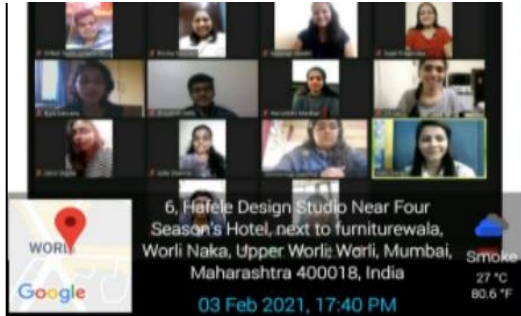 6, Hafele Design Studio Near Four
Season's Hotel, next to furniturewala,
Worli Naka, Upper Worli; Worli, Mumbai,
Maharashtra 400018, India
03 Feb 2021, 17:40 PM
WORLI
Google
Smoke
27 °C
80.6 °F